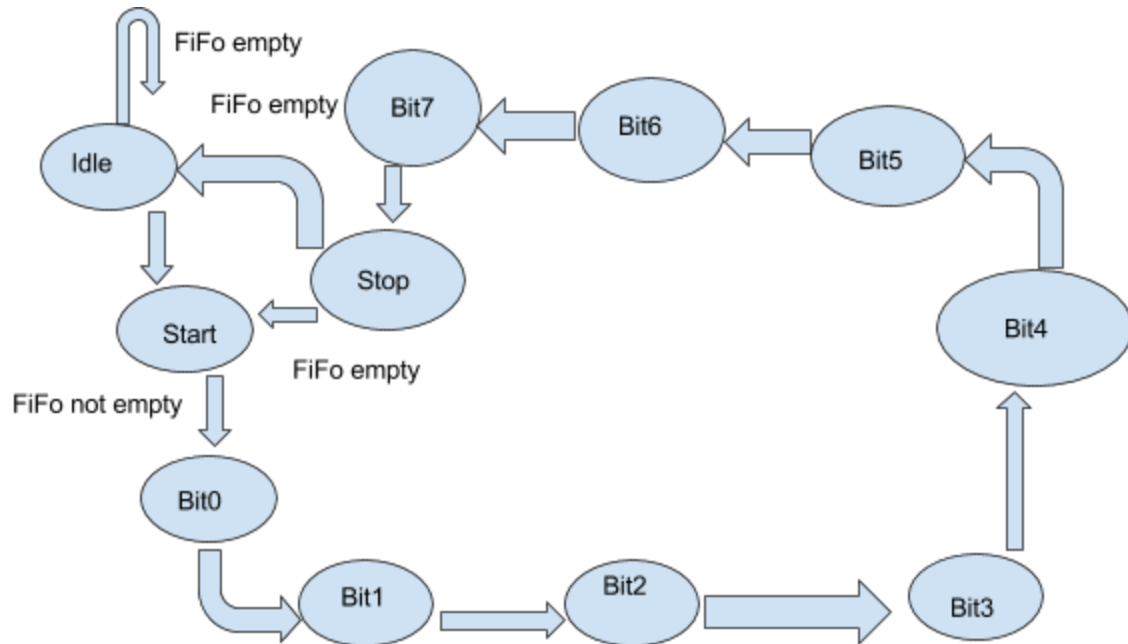 FiFo empty
FiFo empty
Bit7
Bit6
Bit5
Idle
Stop
Start
Bit4
FiFo empty
FiFo not empty
Bit0
Bit1
Bit2
Bit3